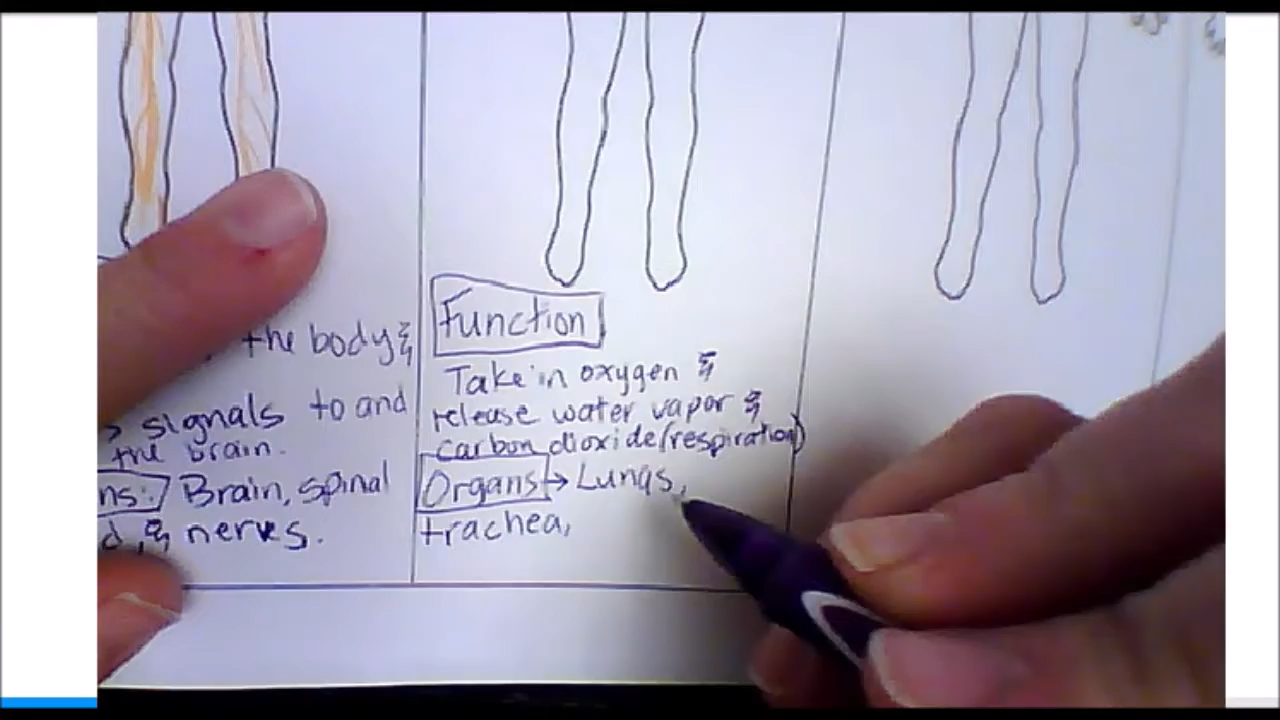 the body &
signals to and
the brain.
Brain, spinal
& nerves.
Function
Take in oxygen &
release water vapor &
carbon dioxide (respiration)
Organs → Lungs,
trachea,